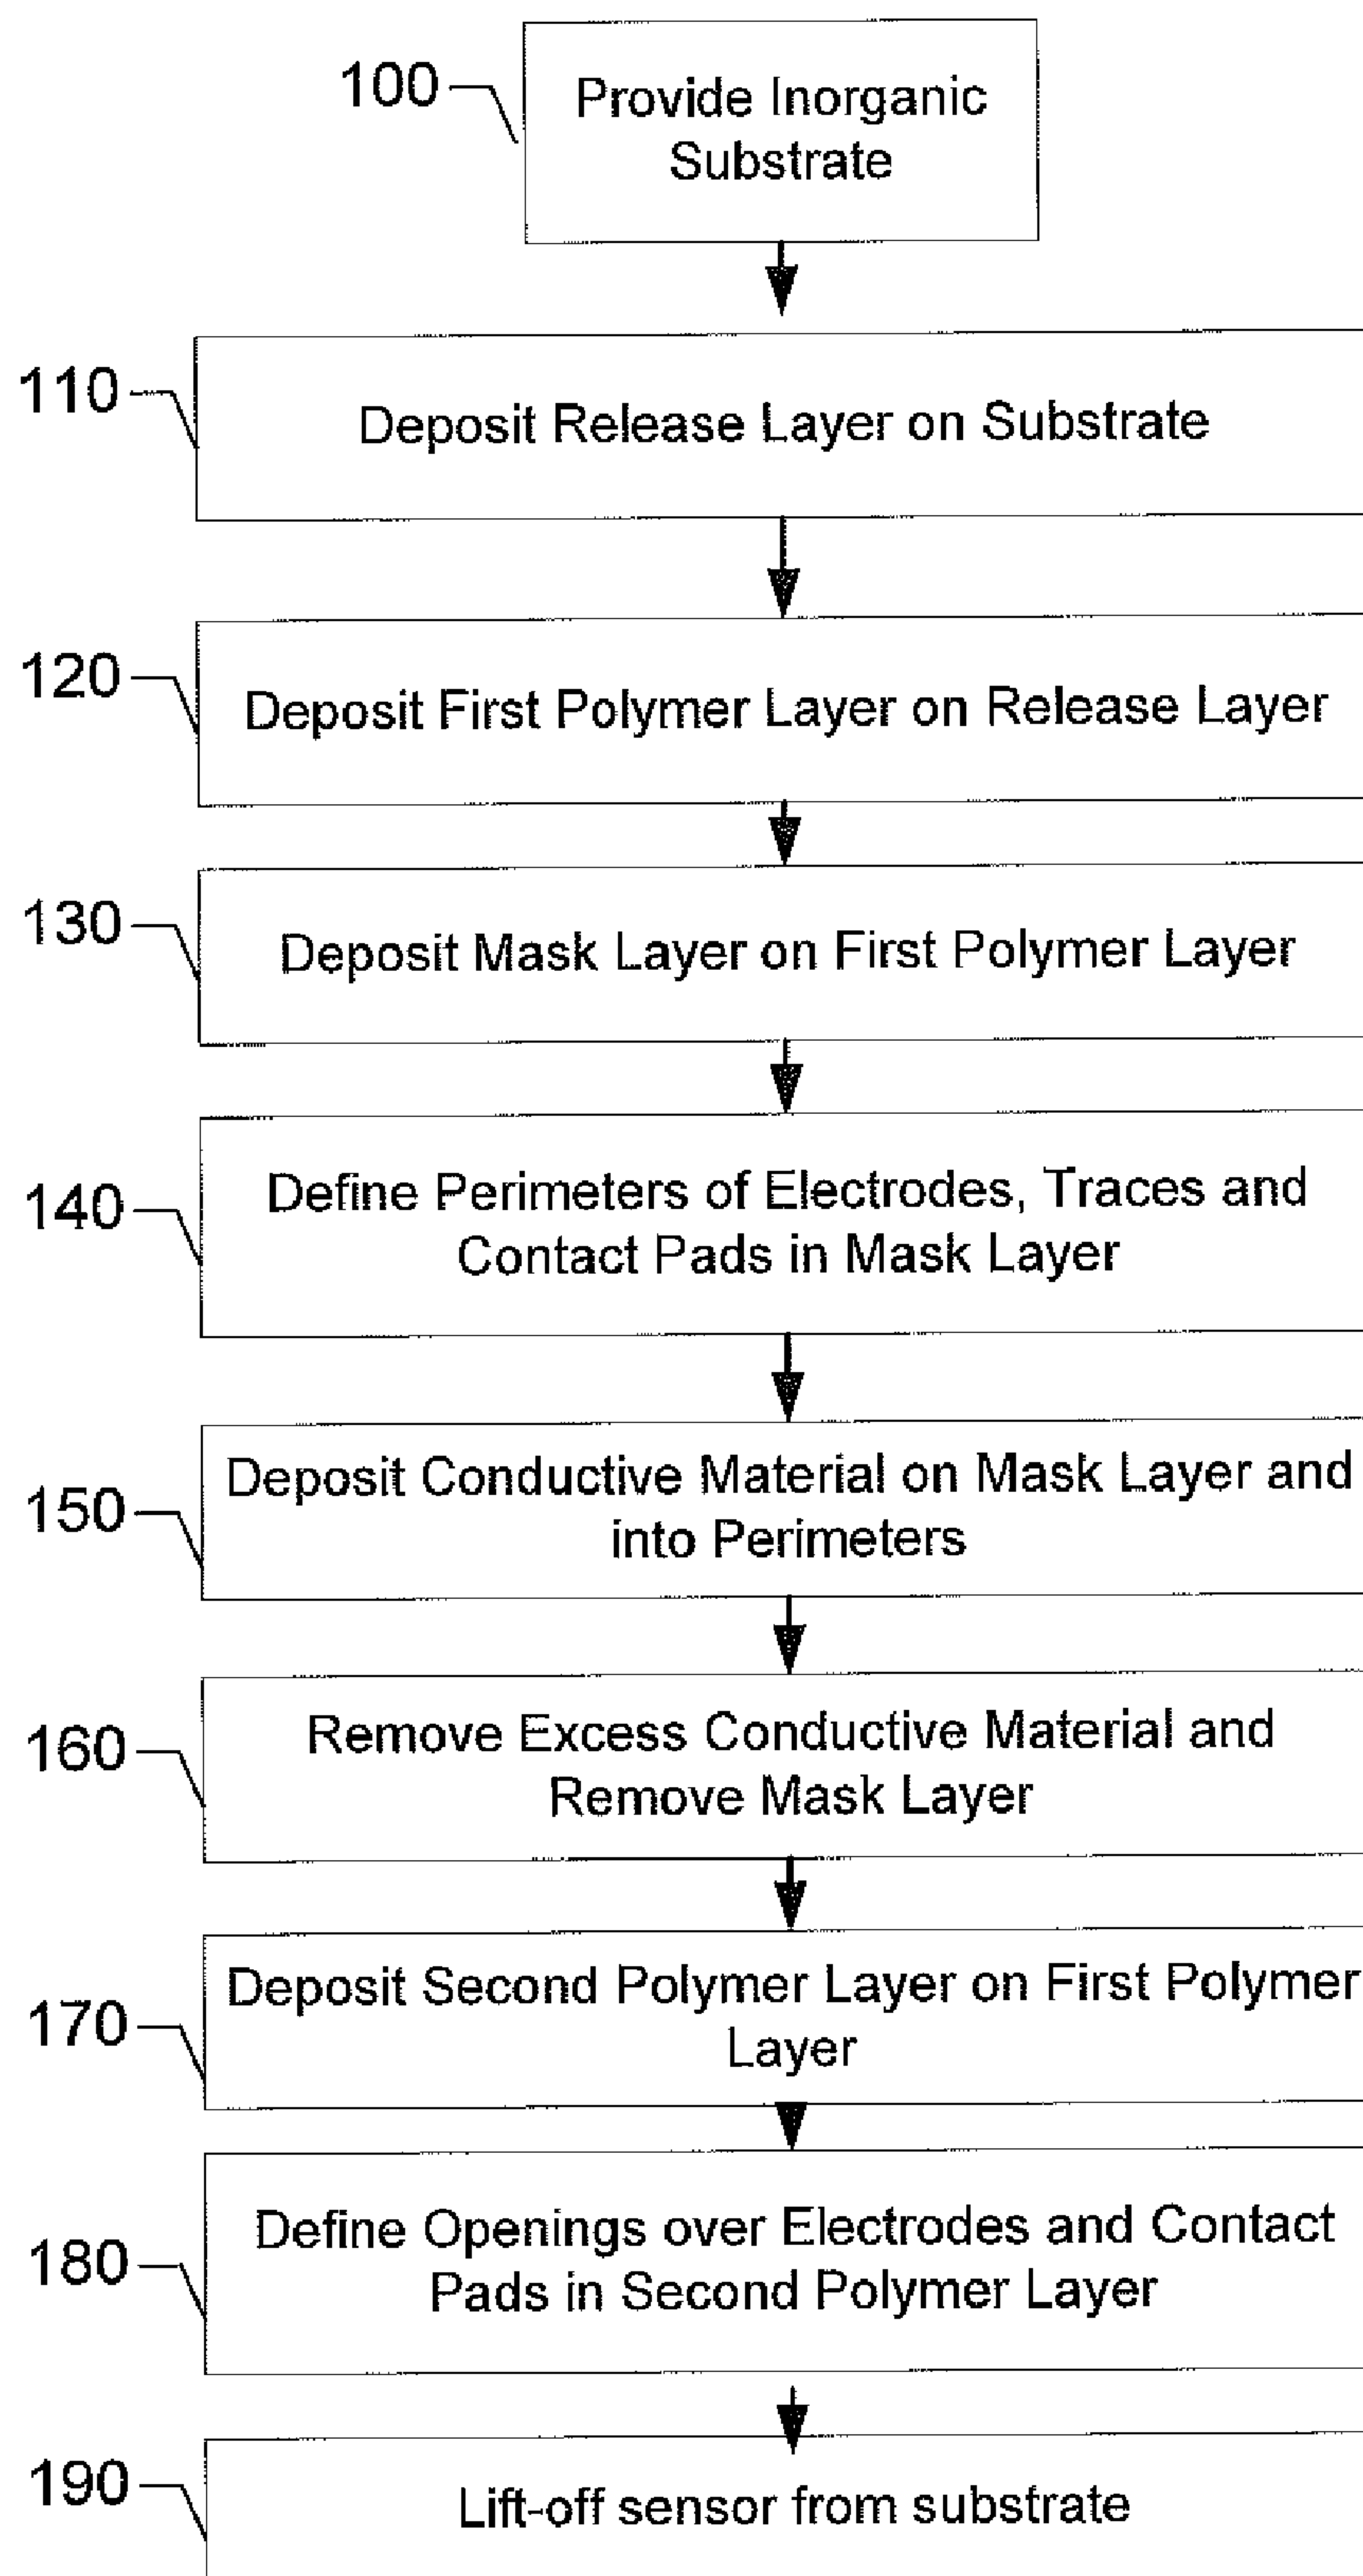 100
Provide Inorganic
Substrate
110
Deposit Release Layer on Substrate
120
Deposit First Polymer Layer on Release Layer
130
Deposit Mask Layer on First Polymer Layer
140
Define Perimeters of Electrodes, Traces and
Contact Pads in Mask Layer
150
Deposit Conductive Material on Mask Layer and
into Perimeters
160
Remove Excess Conductive Material and
Remove Mask Layer
170
Deposit Second Polymer Layer on First Polymer
Layer
180
Define Openings over Electrodes and Contact
Pads in Second Polymer Layer
190
Lift-off sensor from substrate